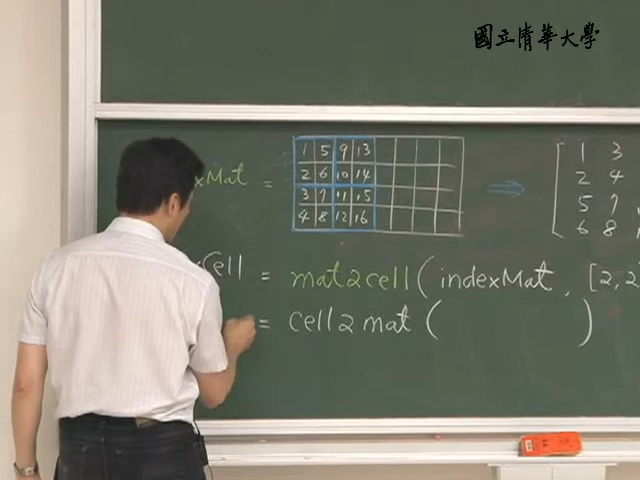 國立清華大學
xMat = 1 5 9 13 ⇒ 1 3
2 6 10 14 2 4
3 7 11 15 5 7
4 8 12 16 6 8
Cell = mat2cell(indexMat, [2,2
= cell2mat( )